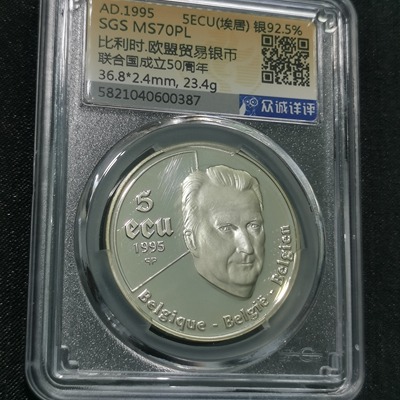 AD.1995
5ECU(埃居) 银92.5%
SGS MS70PL
比利时.欧盟贸易银币
联合国成立50周年
36.8*2.4mm, 23.4g
5821040600387
众诚详评
5
ecu
1995
QP
Belgique - België - Belgien